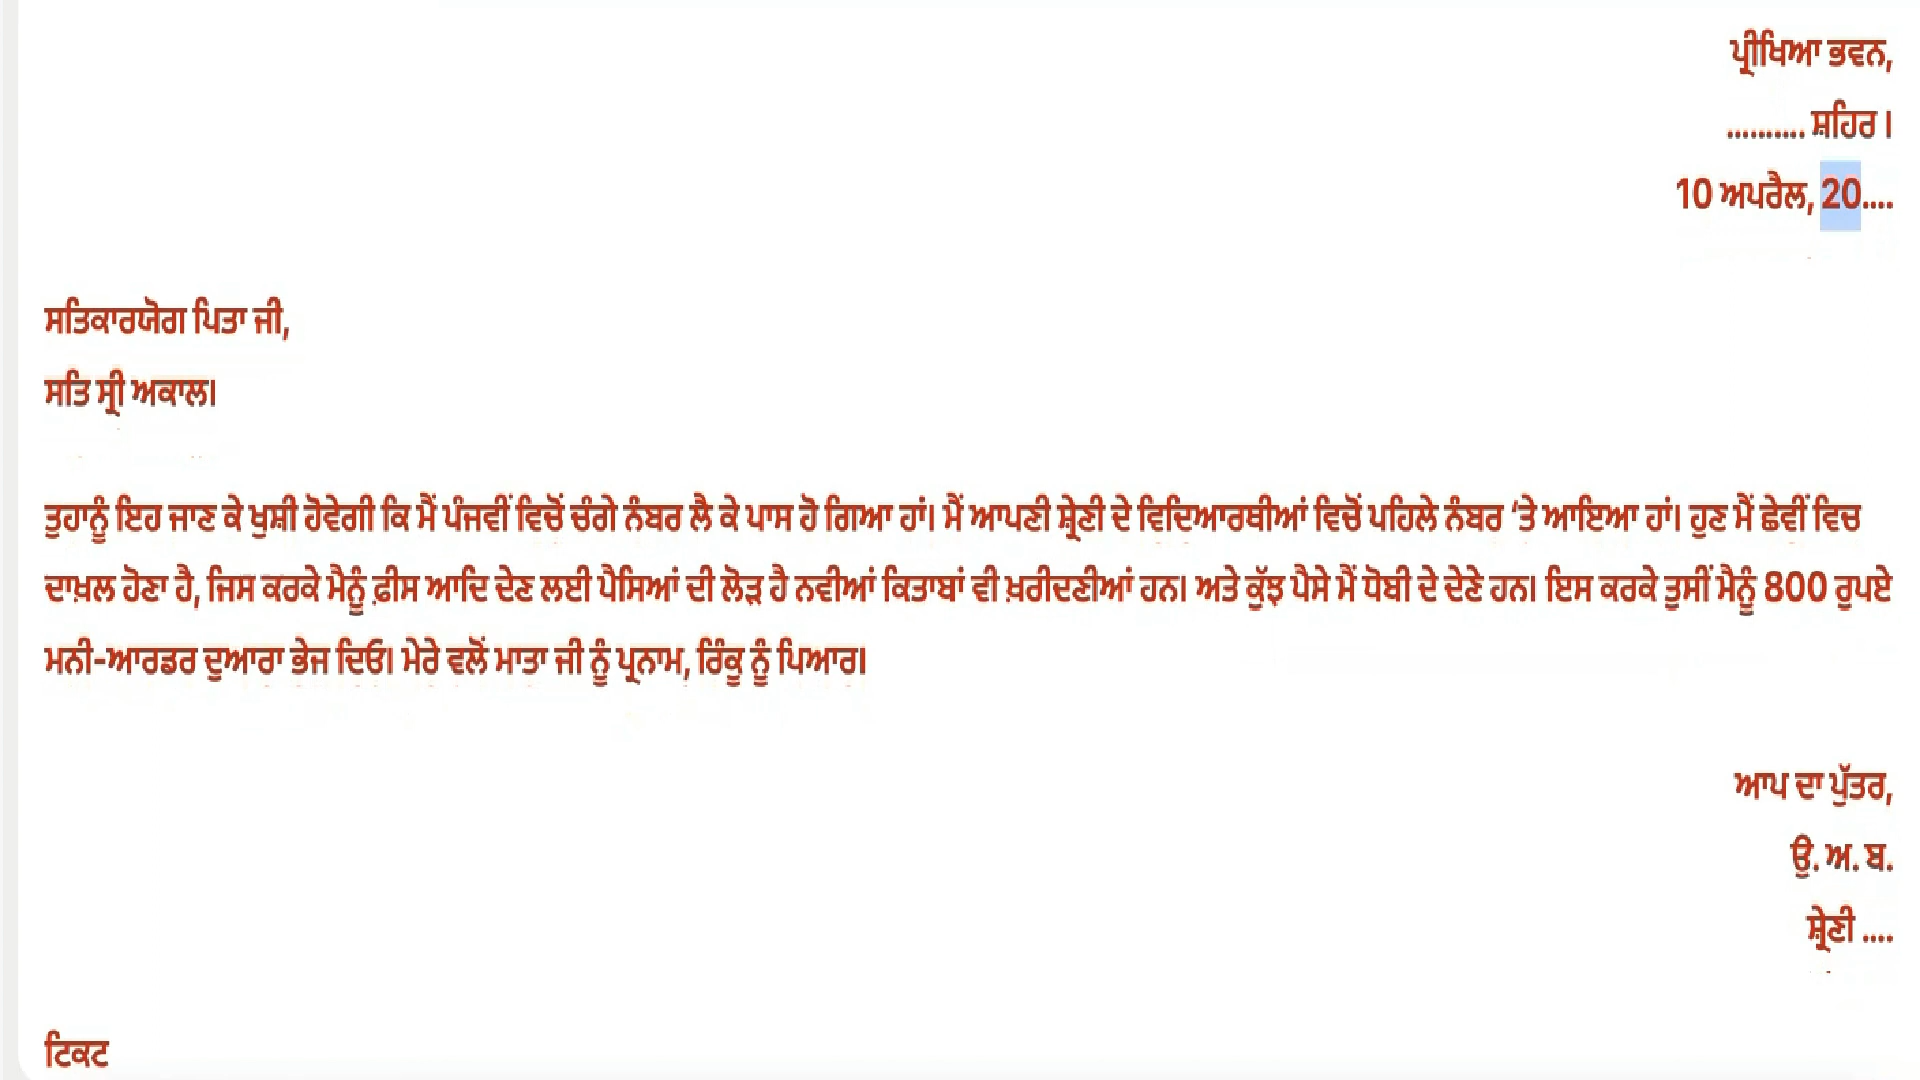 ਪ੍ਰੀਖਿਆ ਭਵਨ,
.......... ਸ਼ਹਿਰ ।
10 ਅਪਰੈਲ, 20....
ਸਤਿਕਾਰਯੋਗ ਪਿਤਾ ਜੀ,
ਸਤਿ ਸ੍ਰੀ ਅਕਾਲ।
ਤੁਹਾਨੂੰ ਇਹ ਜਾਣ ਕੇ ਖੁਸ਼ੀ ਹੋਵੇਗੀ ਕਿ ਮੈਂ ਪੰਜਵੀਂ ਵਿਚੋਂ ਚੰਗੇ ਨੰਬਰ ਲੈ ਕੇ ਪਾਸ ਹੋ ਗਿਆ ਹਾਂ। ਮੈਂ ਆਪਣੀ ਸ਼੍ਰੇਣੀ ਦੇ ਵਿਦਿਆਰਥੀਆਂ ਵਿਚੋਂ ਪਹਿਲੇ ਨੰਬਰ ‘ਤੇ ਆਇਆ ਹਾਂ। ਹੁਣ ਮੈਂ ਛੇਵੀਂ ਵਿਚ
ਦਾਖ਼ਲ ਹੋਣਾ ਹੈ, ਜਿਸ ਕਰਕੇ ਮੈਨੂੰ ਫ਼ੀਸ ਆਦਿ ਦੇਣ ਲਈ ਪੈਸਿਆਂ ਦੀ ਲੋੜ ਹੈ ਨਵੀਆਂ ਕਿਤਾਬਾਂ ਵੀ ਖ਼ਰੀਦਣੀਆਂ ਹਨ। ਅਤੇ ਕੁੱਝ ਪੈਸੇ ਮੈਂ ਧੋਬੀ ਦੇ ਦੇਣੇ ਹਨ। ਇਸ ਕਰਕੇ ਤੁਸੀਂ ਮੈਨੂੰ 800 ਰੁਪਏ
ਮਨੀ-ਆਰਡਰ ਦੁਆਰਾ ਭੇਜ ਦਿਓ। ਮੇਰੇ ਵਲੋਂ ਮਾਤਾ ਜੀ ਨੂੰ ਪ੍ਰਨਾਮ, ਰਿੰਕੂ ਨੂੰ ਪਿਆਰ।
ਆਪ ਦਾ ਪੁੱਤਰ,
ਉ. ਅ. ਬ.
ਸ਼੍ਰੇਣੀ ....
ਟਿਕਟ